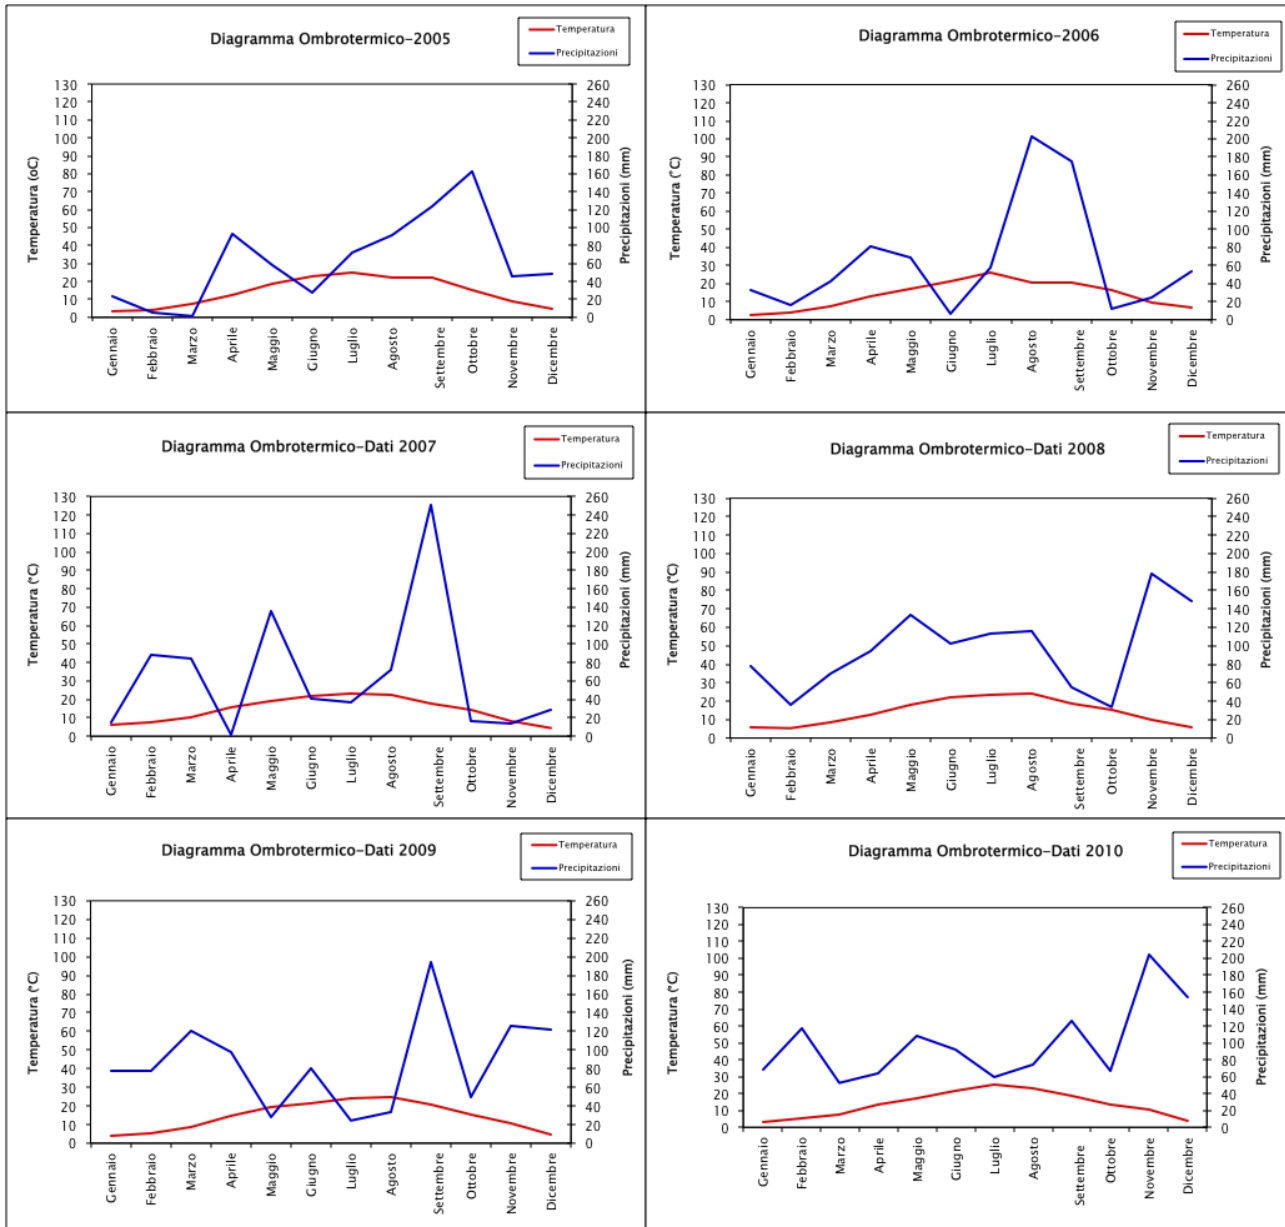 Diagramma Ombrotermico-2005
Temperatura
Precipitazioni
Temperatura (oC)
130
120
110
100
90
80
70
60
50
40
30
20
10
0
260
240
220
200
180
160
140
120
100
80
60
40
20
0
Precipitazioni (mm)
Gennaio
Febbraio
Marzo
Aprile
Maggio
Giugno
Luglio
Agosto
Settembre
Ottobre
Novembre
Dicembre
Diagramma Ombrotermico-2006
Temperatura
Precipitazioni
Temperatura (°C)
130
120
110
100
90
80
70
60
50
40
30
20
10
0
260
240
220
200
180
160
140
120
100
80
60
40
20
0
Precipitazioni (mm)
Gennaio
Febbraio
Marzo
Aprile
Maggio
Giugno
Luglio
Agosto
Settembre
Ottobre
Novembre
Dicembre
Diagramma Ombrotermico-Dati 2007
Temperatura
Precipitazioni
Temperatura (°C)
130
120
110
100
90
80
70
60
50
40
30
20
10
0
260
240
220
200
180
160
140
120
100
80
60
40
20
0
Precipitazioni (mm)
Gennaio
Febbraio
Marzo
Aprile
Maggio
Giugno
Luglio
Agosto
Settembre
Ottobre
Novembre
Dicembre
Diagramma Ombrotermico-Dati 2008
Temperatura
Precipitazioni
Temperatura (°C)
130
120
110
100
90
80
70
60
50
40
30
20
10
0
260
240
220
200
180
160
140
120
100
80
60
40
20
0
Precipitazioni (mm)
Gennaio
Febbraio
Marzo
Aprile
Maggio
Giugno
Luglio
Agosto
Settembre
Ottobre
Novembre
Dicembre
Diagramma Ombrotermico-Dati 2009
Temperatura
Precipitazioni
Temperatura (°C)
130
120
110
100
90
80
70
60
50
40
30
20
10
0
260
240
220
200
180
160
140
120
100
80
60
40
20
0
Precipitazioni (mm)
Gennaio
Febbraio
Marzo
Aprile
Maggio
Giugno
Luglio
Agosto
Settembre
Ottobre
Novembre
Dicembre
Diagramma Ombrotermico-Dati 2010
Temperatura
Precipitazioni
Temperatura (°C)
130
120
110
100
90
80
70
60
50
40
30
20
10
0
260
240
220
200
180
160
140
120
100
80
60
40
20
0
Precipitazioni (mm)
Gennaio
Febbraio
Marzo
Aprile
Maggio
Giugno
Luglio
Agosto
Settembre
Ottobre
Novembre
Dicembre